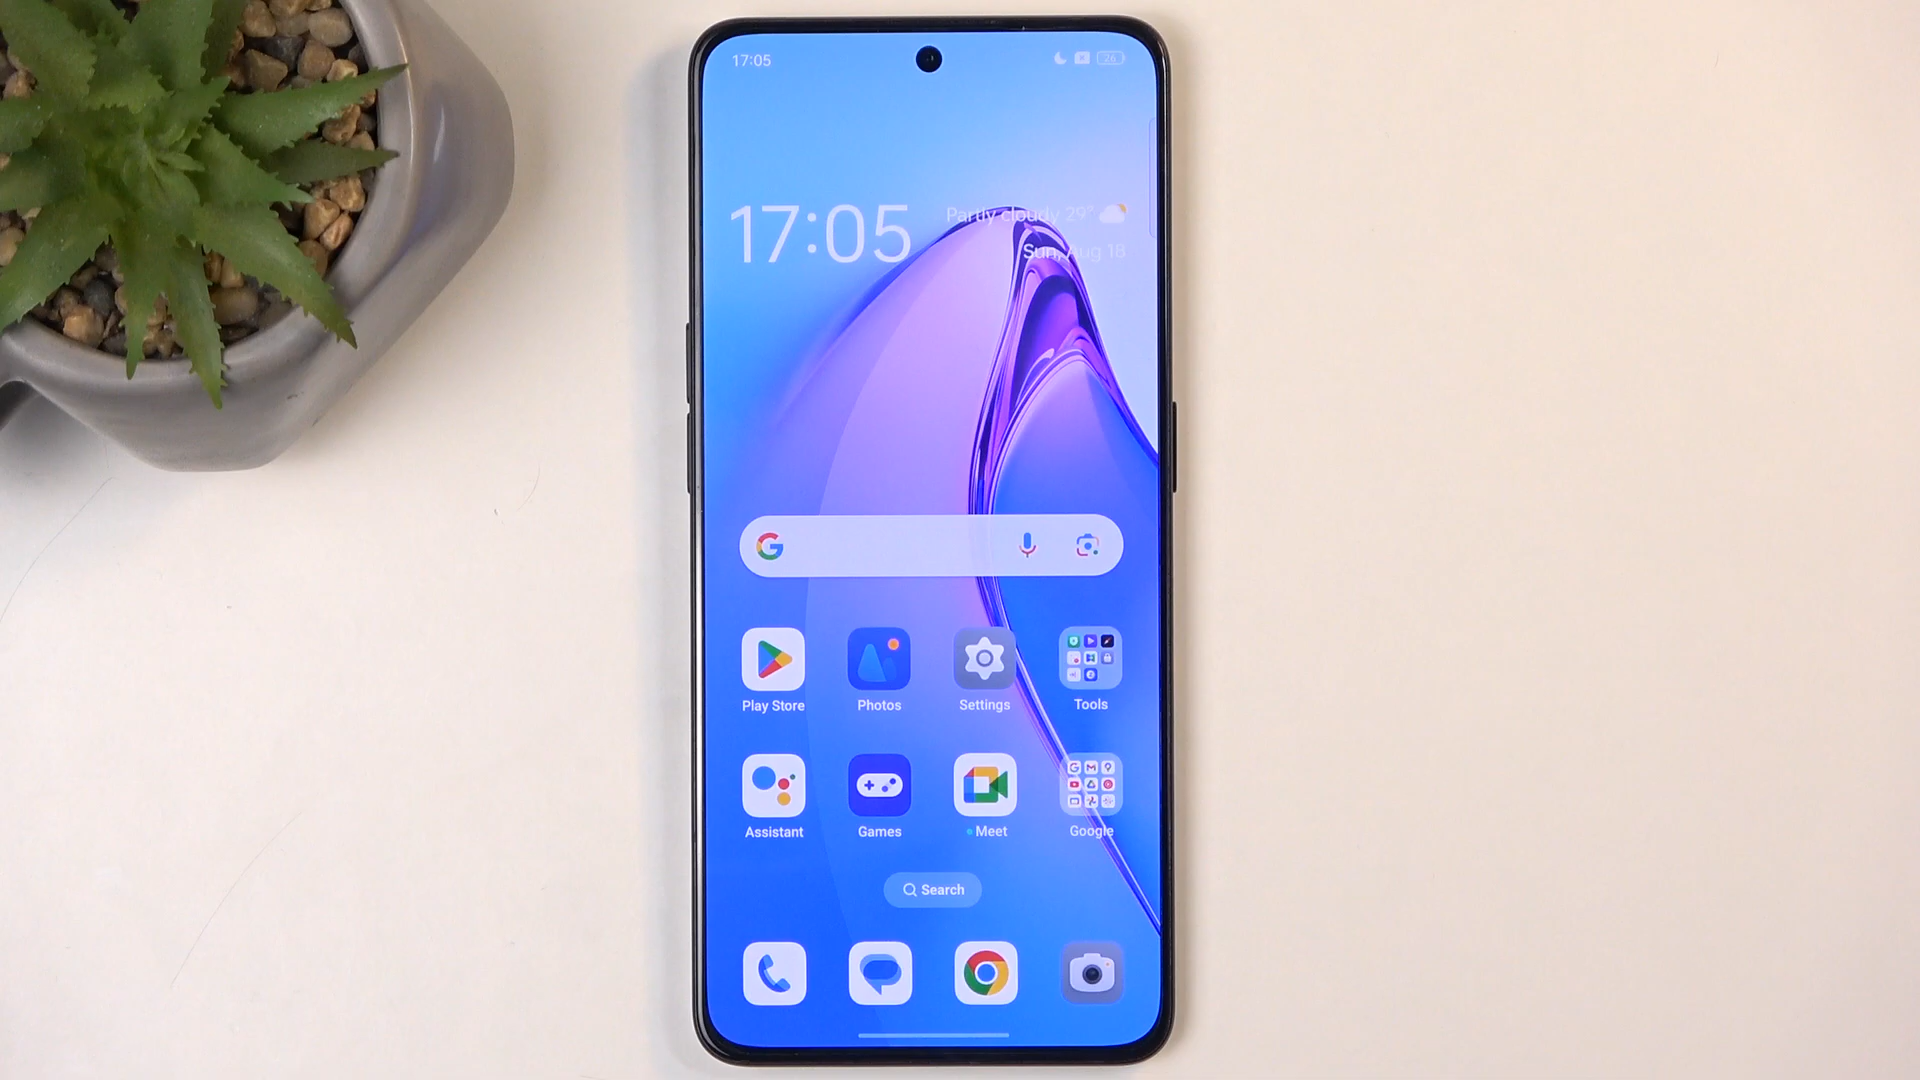 17:05
26
17:05
Partly cloudy 29°
Sun, Aug 18
Play Store
Photos
Settings
Tools
Assistant
Games
Meet
Google
Search